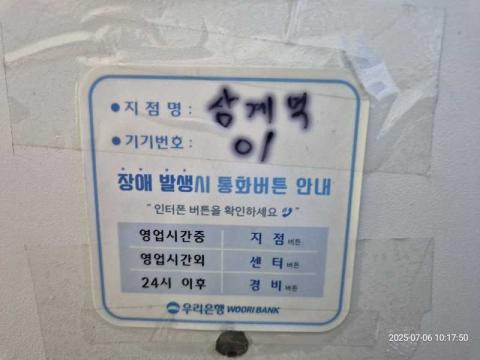 ● 지점명 : 삼계역
● 기기번호 : 01
장애 발생시 통화버튼 안내
"인터폰 버튼을 확인하세요"
영업시간중 지점 버튼
영업시간외 센터 버튼
24시 이후 경비 버튼
우리은행 WOORI BANK
2025-07-06 10:17:50